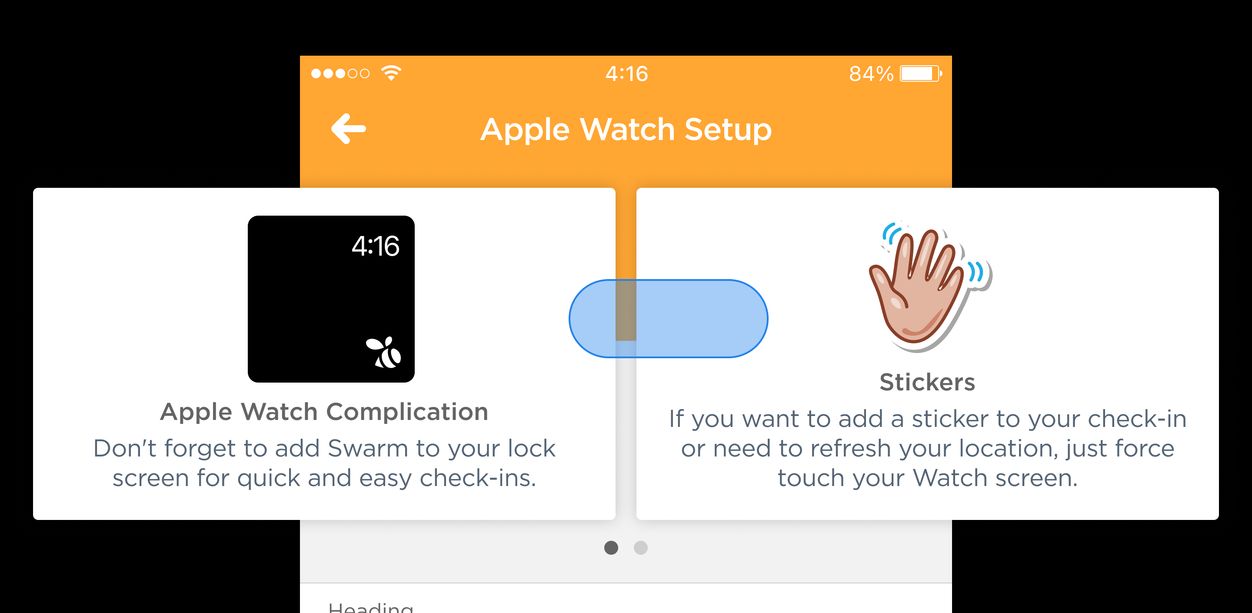 4:16
84%
Apple Watch Setup
4:16
Apple Watch Complication
Don't forget to add Swarm to your lock
screen for quick and easy check-ins.
Stickers
If you want to add a sticker to your check-in
or need to refresh your location, just force
touch your Watch screen.
Heading